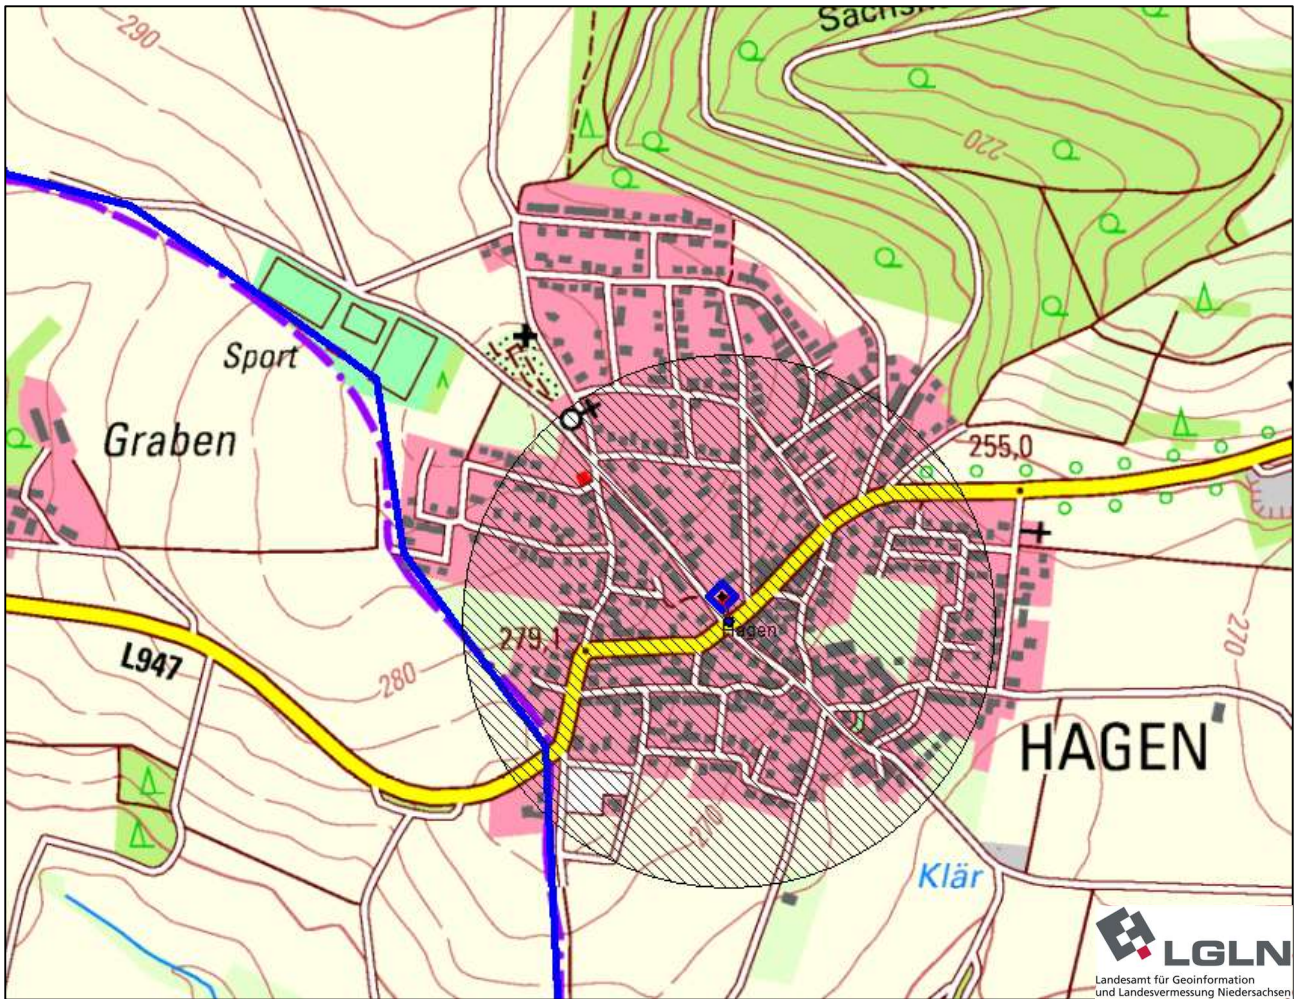 290
Sport
Graben
220
255,0
279,1
Hagen
L947
280
270
270
HAGEN
Klär
LGLN
Landesamt für Geoinformation
und Landesvermessung Niedersachsen